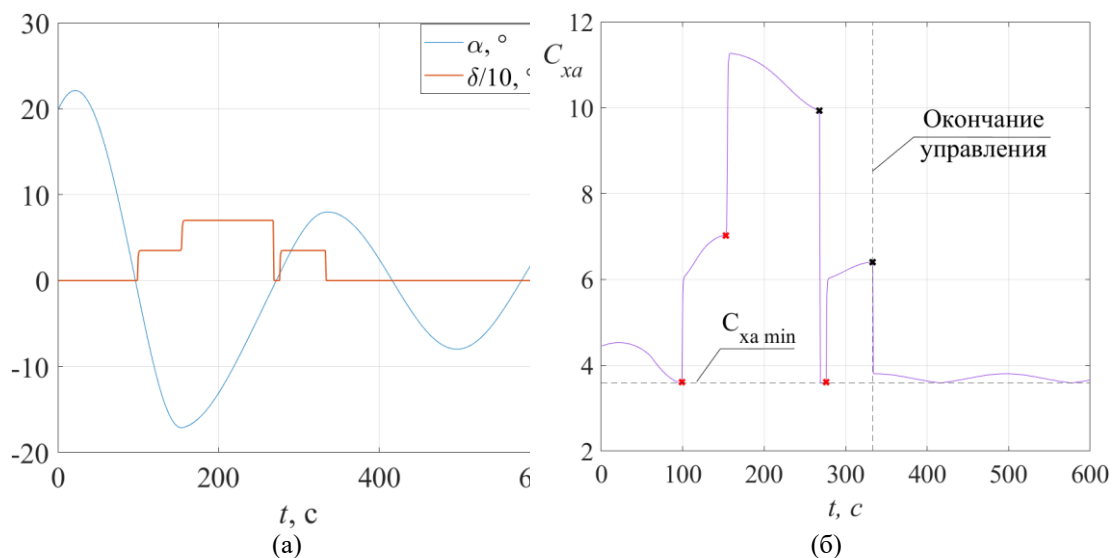 30
20
10
0
-10
-20
0
200
400
6
α, °
δ/10, °
t, с
(а)
12
10
8
6
4
2
C_xa
Окончание
управления
C_xa min
0
100
200
300
400
500
600
t, с
(б)